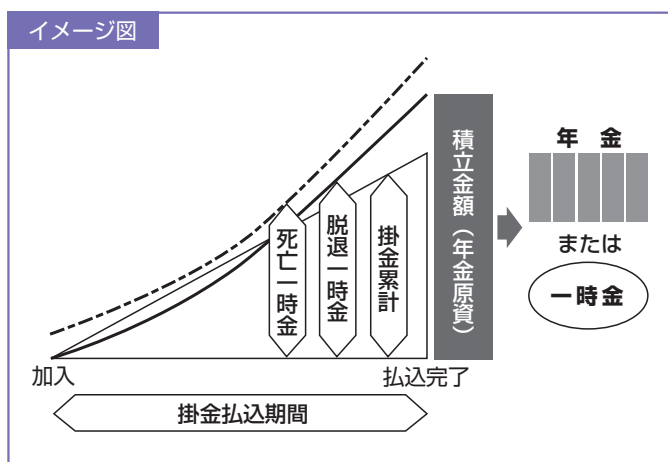 イメージ図
死亡一時金
脱退一時金
掛金累計
積立金額（年金原資）
年 金
または
一時金
加入
払込完了
掛金払込期間